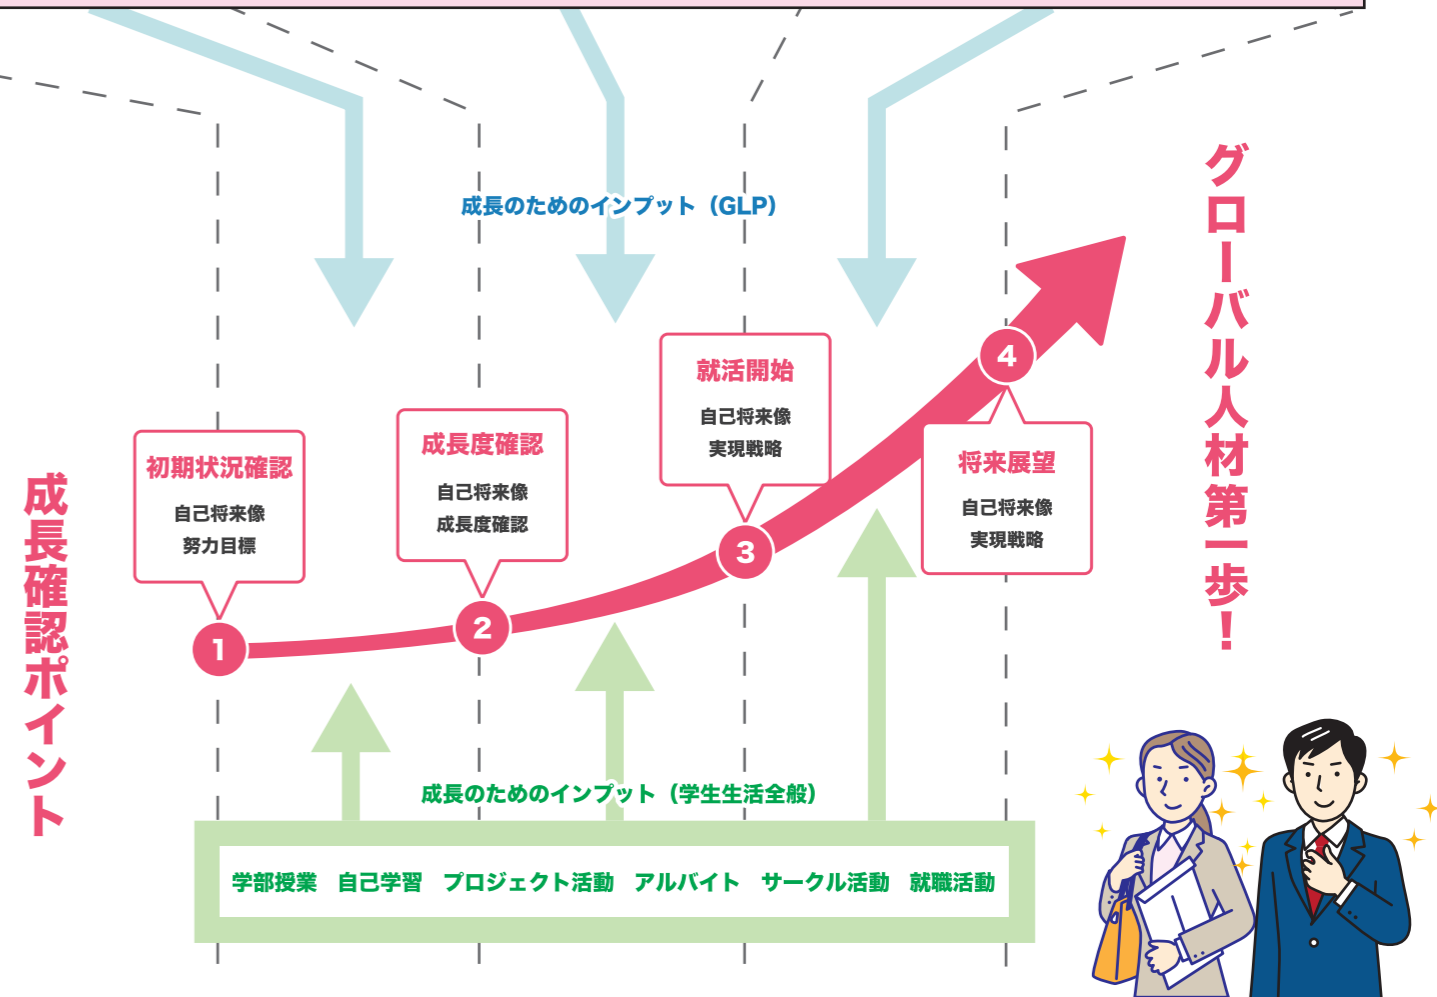 成長のためのインプット（GLP）
グローバル人材第一歩！
成長確認ポイント
初期状況確認
自己将来像
努力目標
1
成長度確認
自己将来像
成長度確認
2
就活開始
自己将来像
実現戦略
3
4
将来展望
自己将来像
実現戦略
成長のためのインプット（学生生活全般）
学部授業　自己学習　プロジェクト活動　アルバイト　サークル活動　就職活動